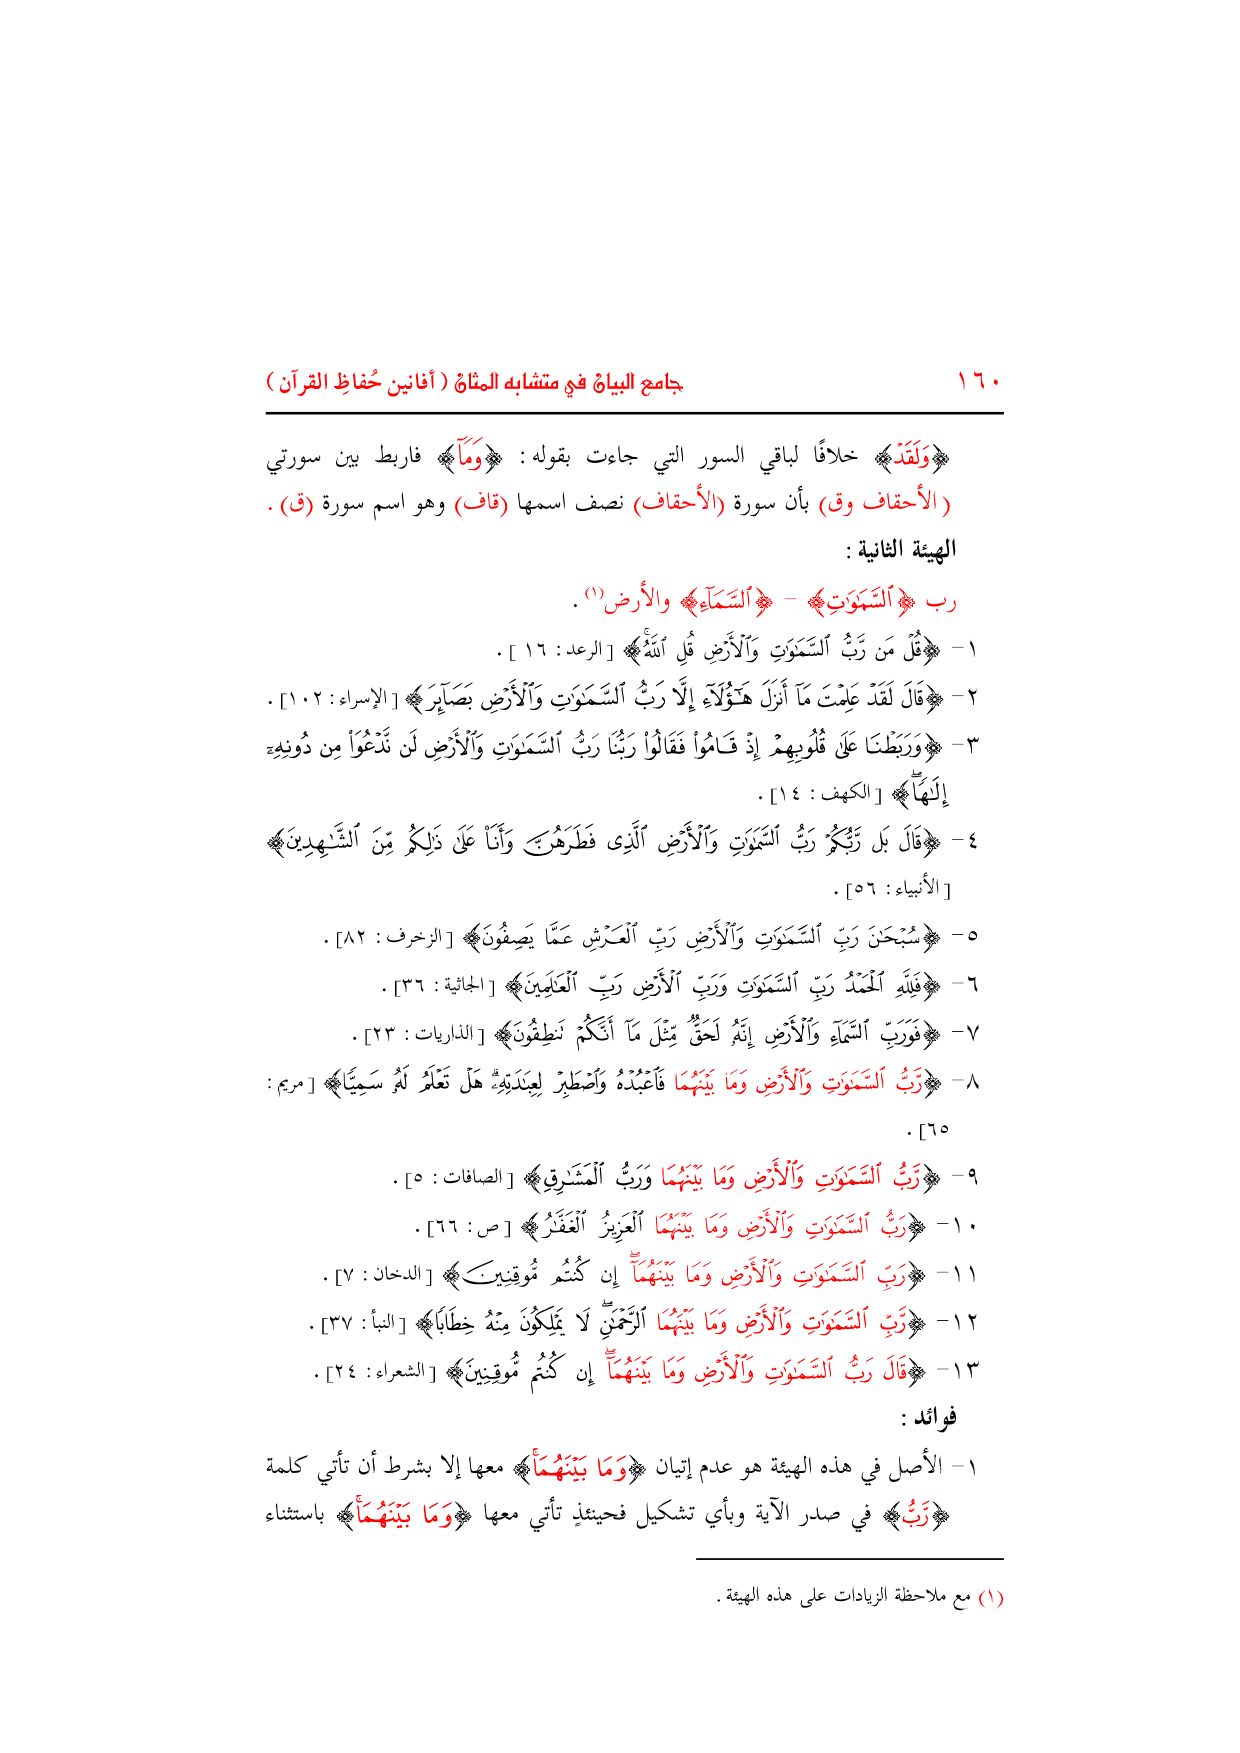 ١٦٠ جامع البيان في متشابه المثان ( أفانين حُفاظِ القرآن )
﴿وَلَقَدْ﴾ خلافًا لباقي السور التي جاءت بقوله : ﴿وَمَآ﴾ فاربط بين سورتي
( الأحقاف وق) بأن سورة (الأحقاف) نصف اسمها (قاف) وهو اسم سورة (ق) .
الهيئة الثانية :
رب ﴿ٱلسَّمَٰوَٰتِ﴾ – ﴿ٱلسَّمَآءِ﴾ والأرض(١) .
١- ﴿قُلْ مَن رَّبُّ ٱلسَّمَٰوَٰتِ وَٱلْأَرْضِ قُلِ ٱللَّهُۚ﴾ [ الرعد : ١٦ ] .
٢- ﴿قَالَ لَقَدْ عَلِمْتَ مَآ أَنزَلَ هَٰٓؤُلَآءِ إِلَّا رَبُّ ٱلسَّمَٰوَٰتِ وَٱلْأَرْضِ بَصَآئِرَ﴾ [ الإسراء : ١٠٢] .
٣- ﴿وَرَبَطْنَا عَلَىٰ قُلُوبِهِمْ إِذْ قَامُوا۟ فَقَالُوا۟ رَبُّنَا رَبُّ ٱلسَّمَٰوَٰتِ وَٱلْأَرْضِ لَن نَّدْعُوَا۟ مِن دُونِهِۦٓ
إِلَٰهًاۖ﴾ [ الكهف : ١٤] .
٤- ﴿قَالَ بَل رَّبُّكُمْ رَبُّ ٱلسَّمَٰوَٰتِ وَٱلْأَرْضِ ٱلَّذِى فَطَرَهُنَّ وَأَنَا۠ عَلَىٰ ذَٰلِكُم مِّنَ ٱلشَّٰهِدِينَ﴾
[ الأنبياء : ٥٦] .
٥- ﴿سُبْحَٰنَ رَبِّ ٱلسَّمَٰوَٰتِ وَٱلْأَرْضِ رَبِّ ٱلْعَرْشِ عَمَّا يَصِفُونَ﴾ [ الزخرف : ٨٢] .
٦- ﴿فَلِلَّهِ ٱلْحَمْدُ رَبِّ ٱلسَّمَٰوَٰتِ وَرَبِّ ٱلْأَرْضِ رَبِّ ٱلْعَٰلَمِينَ﴾ [ الجاثية : ٣٦] .
٧- ﴿فَوَرَبِّ ٱلسَّمَآءِ وَٱلْأَرْضِ إِنَّهُۥ لَحَقٌّ مِّثْلَ مَآ أَنَّكُمْ تَنطِقُونَ﴾ [ الذاريات : ٢٣] .
٨- ﴿رَّبُّ ٱلسَّمَٰوَٰتِ وَٱلْأَرْضِ وَمَا بَيْنَهُمَا فَٱعْبُدْهُ وَٱصْطَبِرْ لِعِبَٰدَتِهِۦۚ هَلْ تَعْلَمُ لَهُۥ سَمِيًّا﴾ [ مريم :
٦٥] .
٩- ﴿رَّبُّ ٱلسَّمَٰوَٰتِ وَٱلْأَرْضِ وَمَا بَيْنَهُمَا وَرَبُّ ٱلْمَشَٰرِقِ﴾ [ الصافات : ٥] .
١٠- ﴿رَبُّ ٱلسَّمَٰوَٰتِ وَٱلْأَرْضِ وَمَا بَيْنَهُمَا ٱلْعَزِيزُ ٱلْغَفَّٰرُ﴾ [ ص : ٦٦] .
١١- ﴿رَبِّ ٱلسَّمَٰوَٰتِ وَٱلْأَرْضِ وَمَا بَيْنَهُمَآۖ إِن كُنتُم مُّوقِنِينَ﴾ [ الدخان : ٧] .
١٢- ﴿رَّبِّ ٱلسَّمَٰوَٰتِ وَٱلْأَرْضِ وَمَا بَيْنَهُمَا ٱلرَّحْمَٰنِۖ لَا يَمْلِكُونَ مِنْهُ خِطَابًا﴾ [ النبأ : ٣٧] .
١٣- ﴿قَالَ رَبُّ ٱلسَّمَٰوَٰتِ وَٱلْأَرْضِ وَمَا بَيْنَهُمَآۖ إِن كُنتُم مُّوقِنِينَ﴾ [ الشعراء : ٢٤] .
فوائد :
١- الأصل في هذه الهيئة هو عدم إتيان ﴿وَمَا بَيْنَهُمَاۚ﴾ معها إلا بشرط أن تأتي كلمة
﴿رَّبُّ﴾ في صدر الآية وبأي تشكيل فحينئذٍ تأتي معها ﴿وَمَا بَيْنَهُمَاۚ﴾ باستثناء
(١) مع ملاحظة الزيادات على هذه الهيئة .